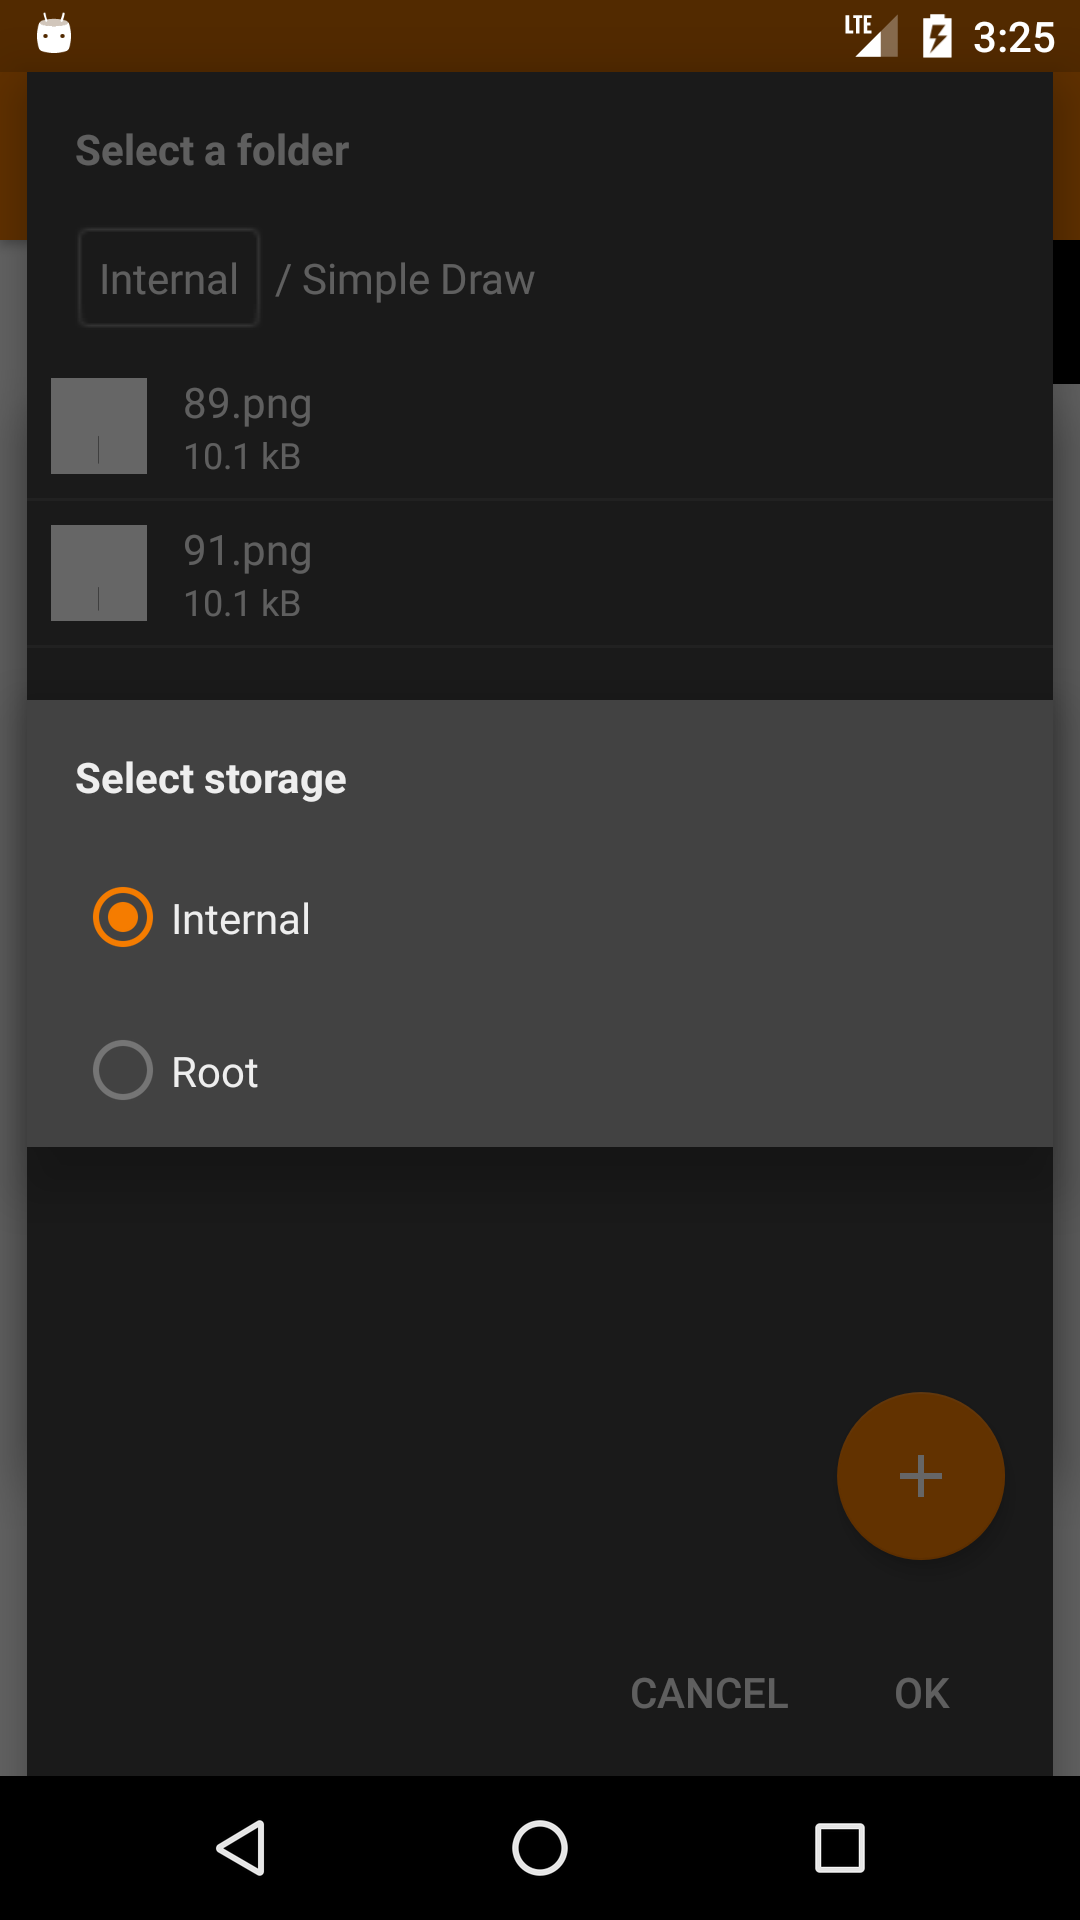 LTE 3:25
Select a folder
Internal / Simple Draw
89.png
10.1 kB
91.png
10.1 kB
Select storage
Internal
Root
CANCEL OK